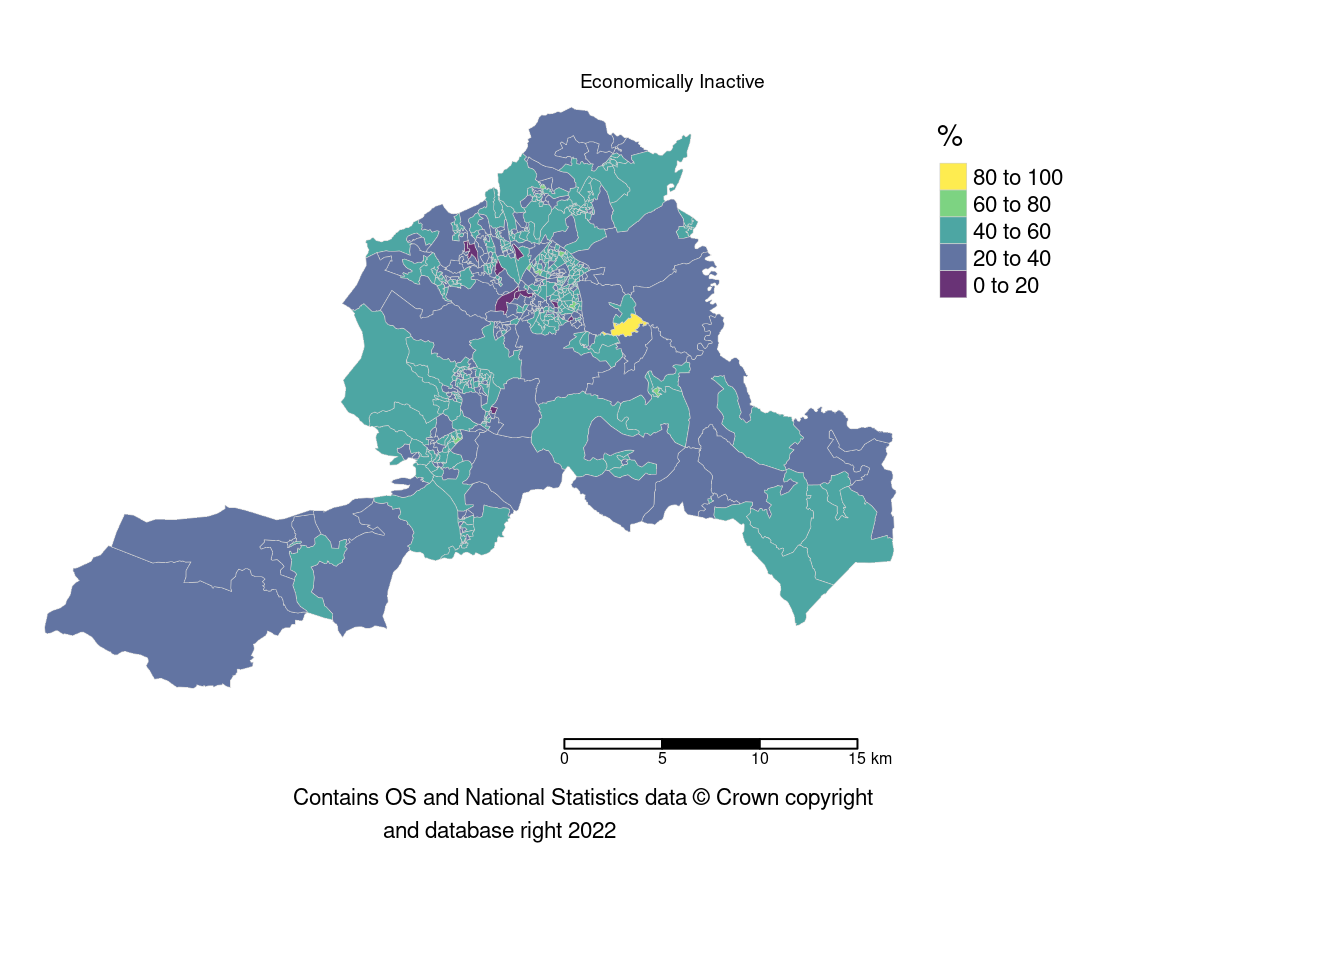 Economically Inactive
%
80 to 100
60 to 80
40 to 60
20 to 40
0 to 20
0 5 10 15 km
Contains OS and National Statistics data © Crown copyright
and database right 2022